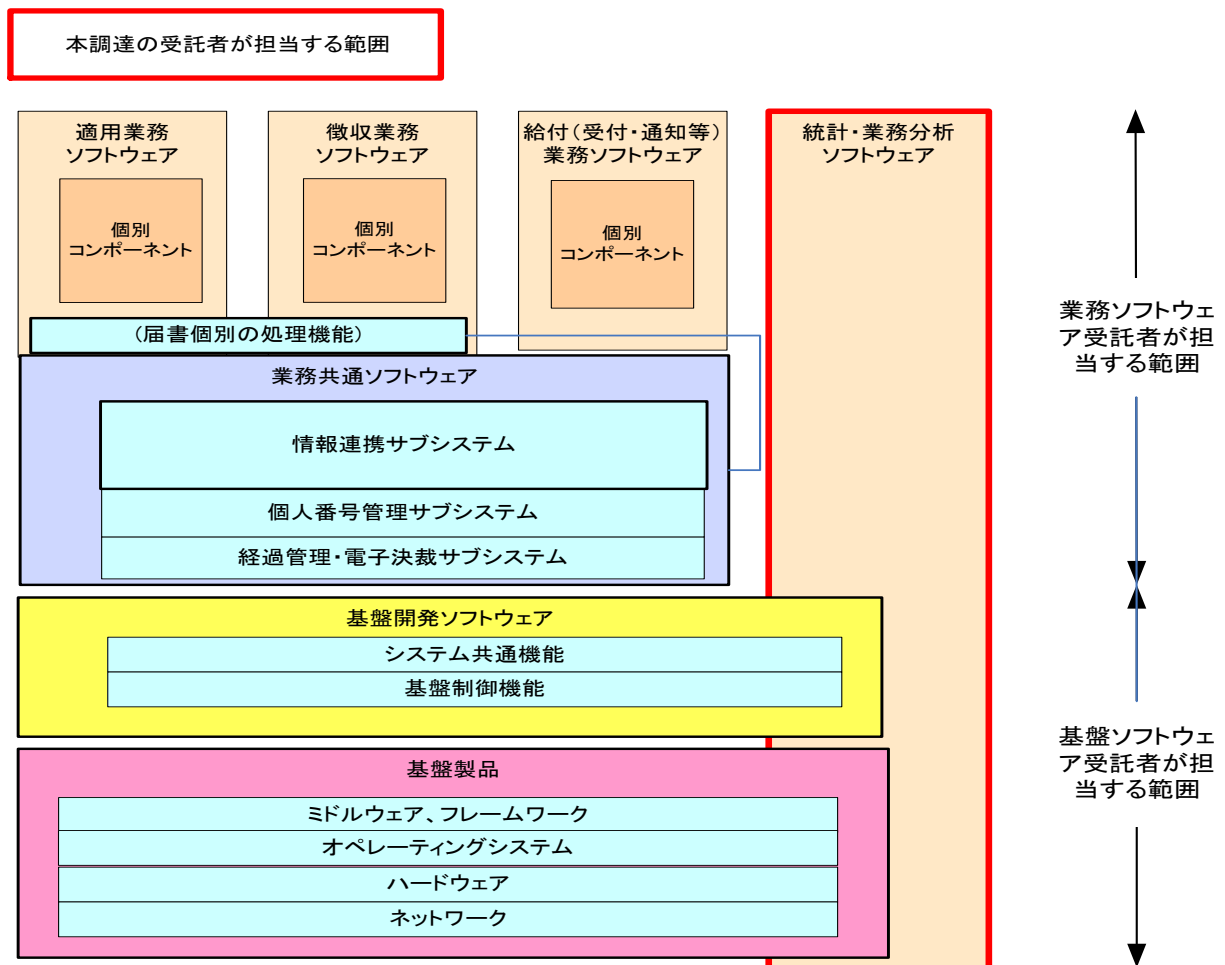 本調達の受託者が担当する範囲
適用業務
ソフトウェア
徴収業務
ソフトウェア
給付(受付・通知等)
業務ソフトウェア
統計・業務分析
ソフトウェア
個別
コンポーネント
個別
コンポーネント
個別
コンポーネント
(届書個別の処理機能)
業務共通ソフトウェア
情報連携サブシステム
個人番号管理サブシステム
経過管理・電子決裁サブシステム
業務ソフトウェ
ア受託者が担
当する範囲
基盤開発ソフトウェア
システム共通機能
基盤制御機能
基盤製品
ミドルウェア、フレームワーク
オペレーティングシステム
ハードウェア
ネットワーク
基盤ソフトウェ
ア受託者が担
当する範囲